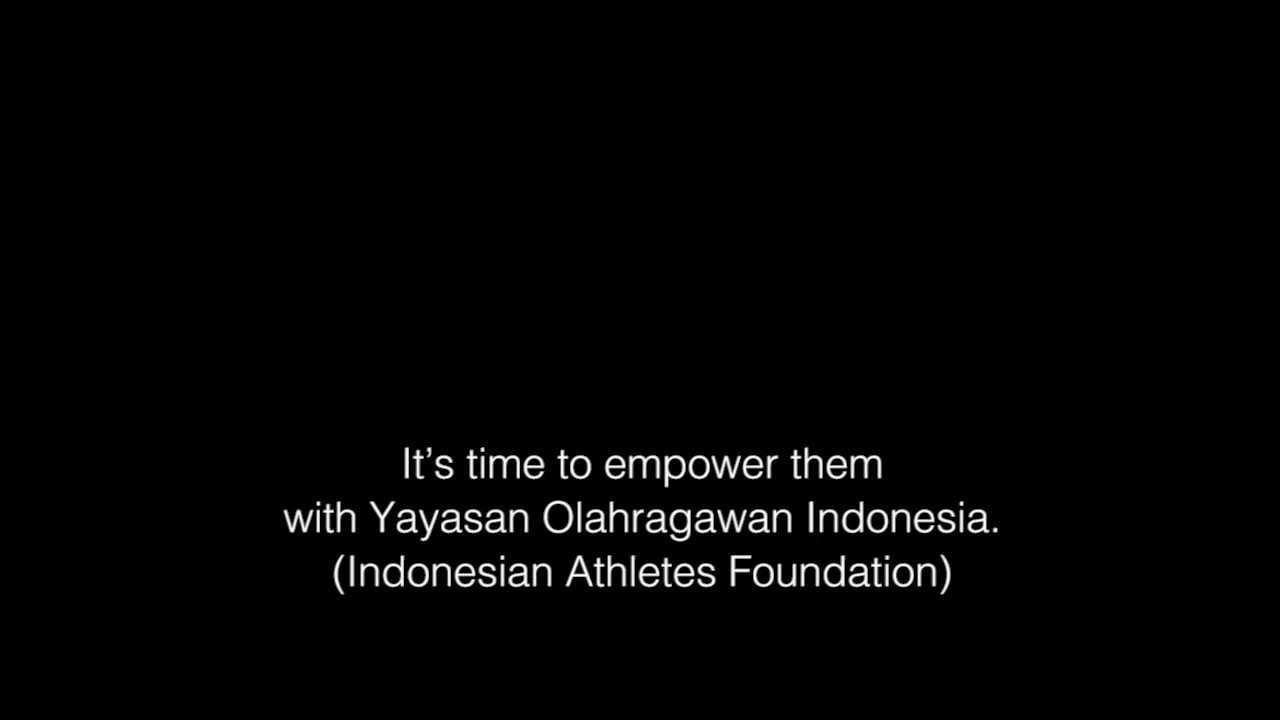 It’s time to empower them
with Yayasan Olahragawan Indonesia.
(Indonesian Athletes Foundation)